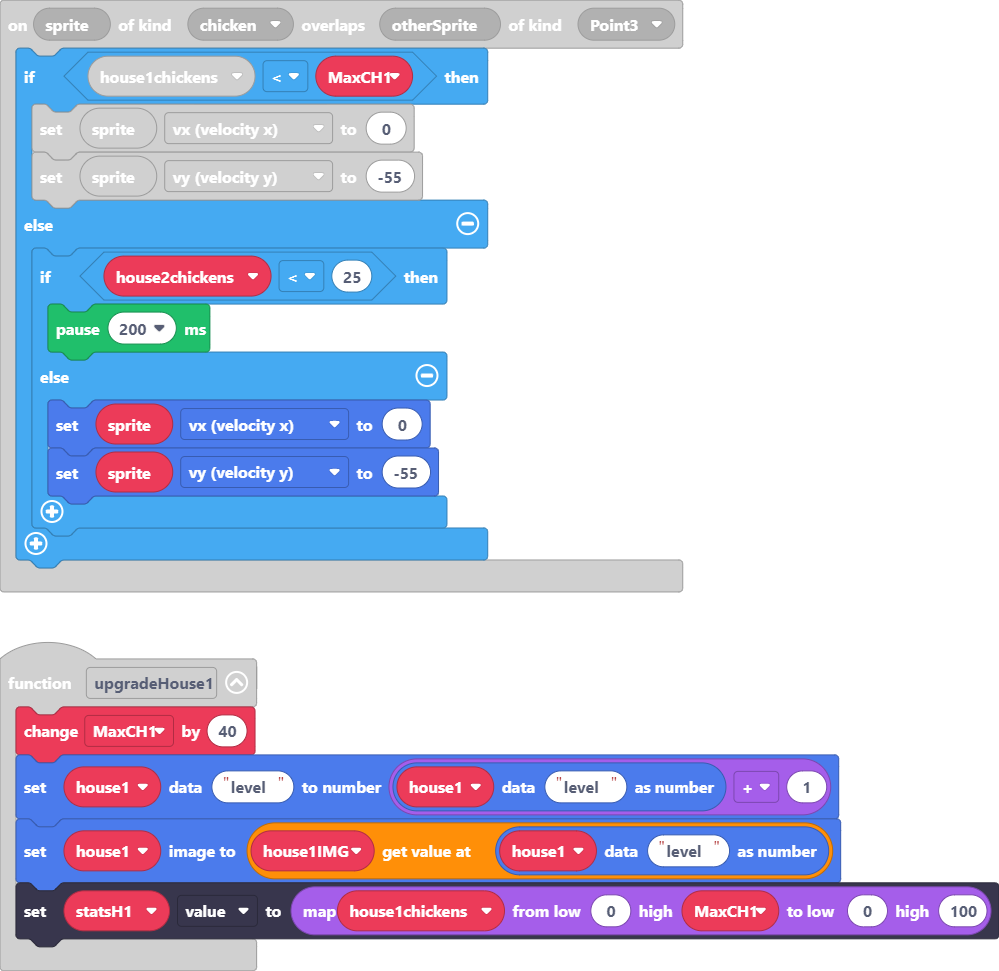 on sprite of kind chicken overlaps otherSprite of kind Point3
if house1chickens < MaxCH1 then
set sprite vx (velocity x) to 0
set sprite vy (velocity y) to -55
else
if house2chickens < 25 then
pause 200 ms
else
set sprite vx (velocity x) to 0
set sprite vy (velocity y) to -55
function upgradeHouse1
change MaxCH1 by 40
set house1 data "level" to number house1 data "level" as number + 1
set house1 image to house1IMG get value at house1 data "level" as number
set statsH1 value to map house1chickens from low 0 high MaxCH1 to low 0 high 100